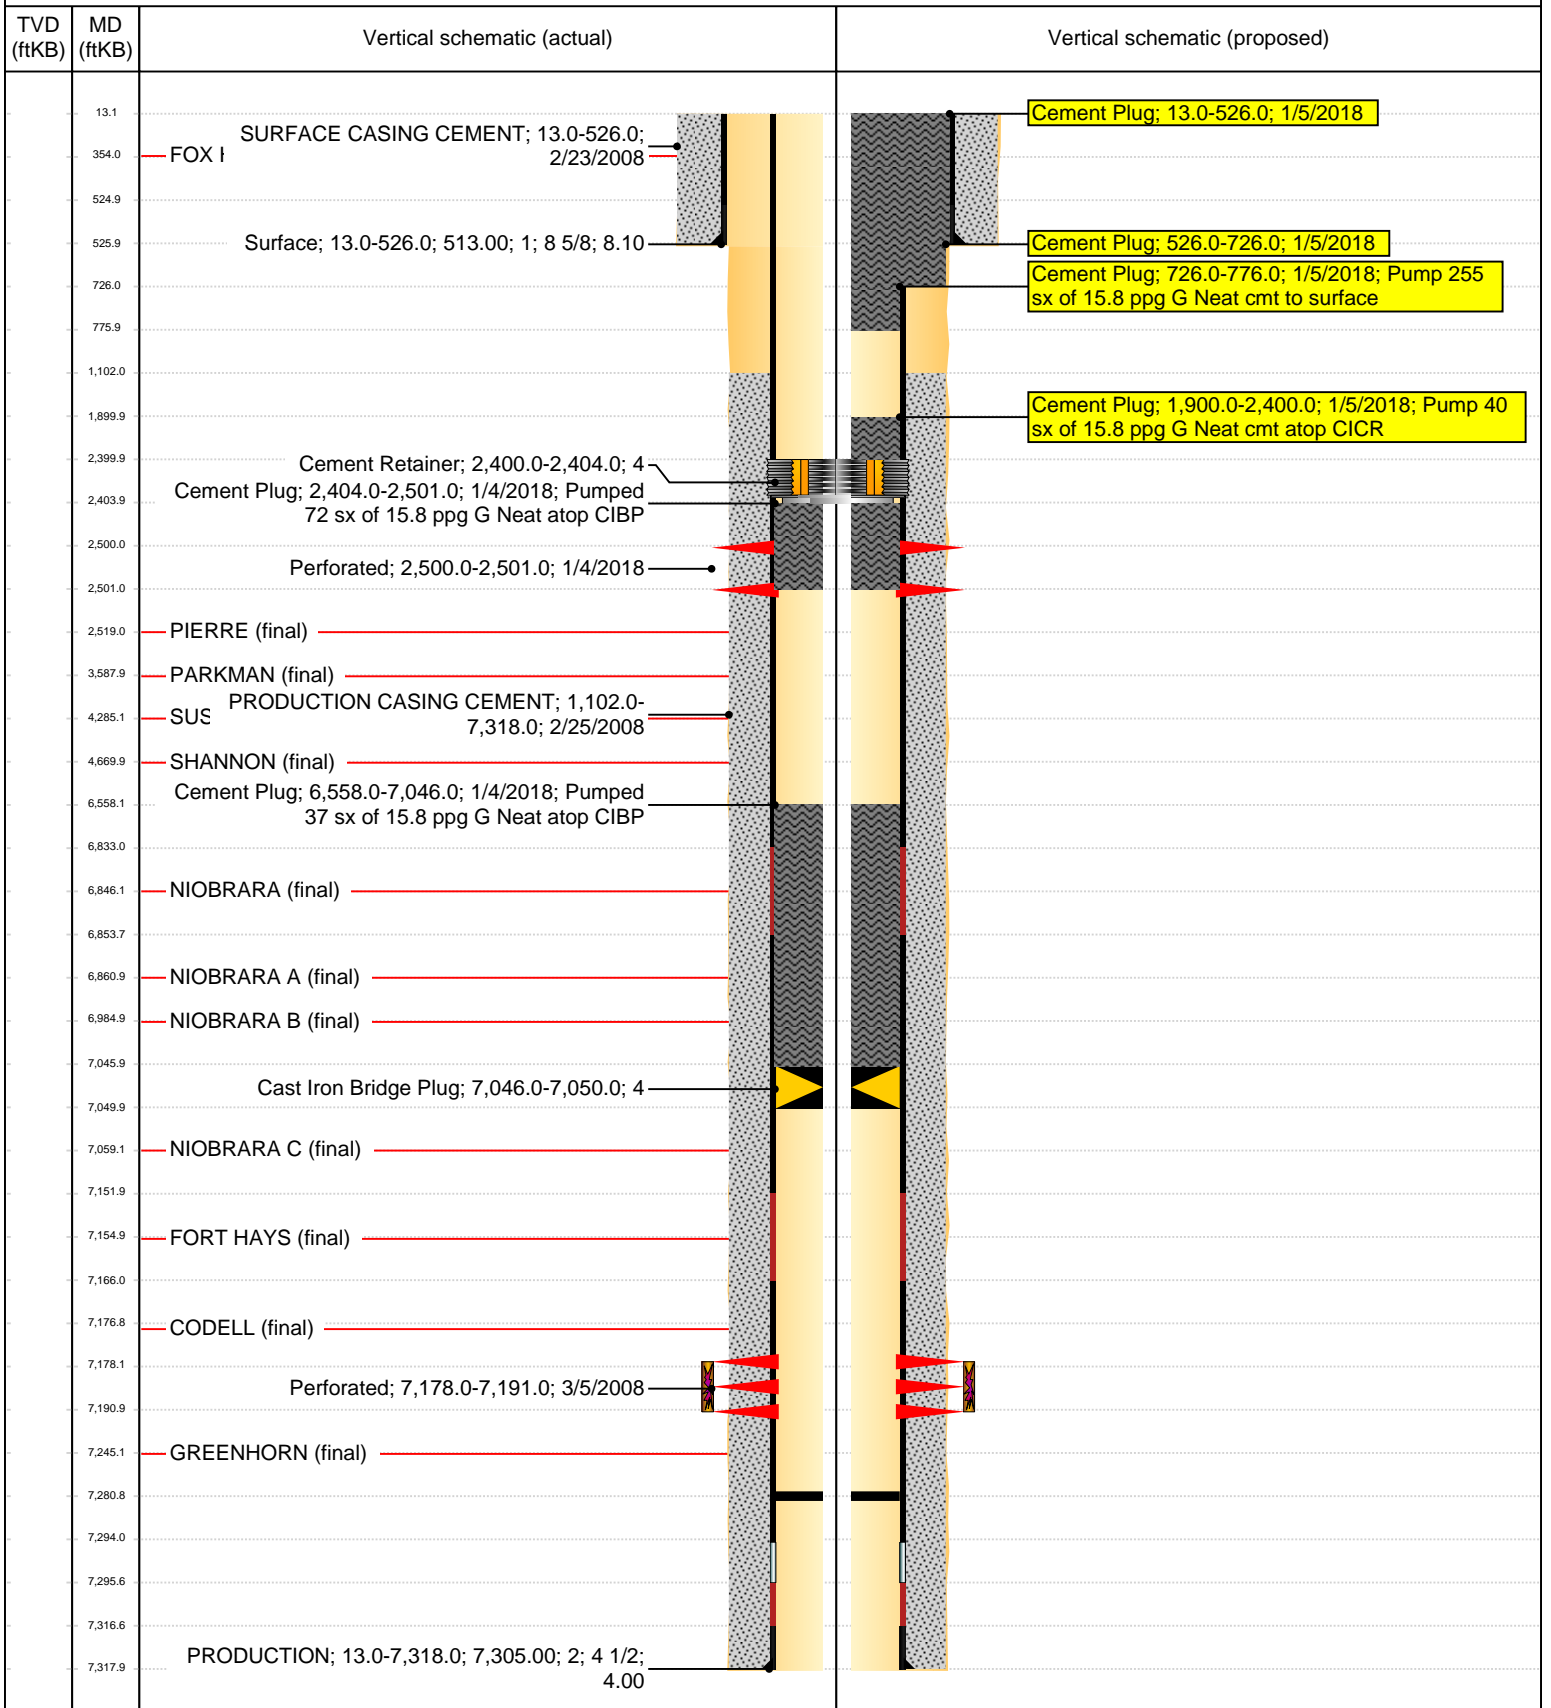 TVD
(ftKB)
MD
(ftKB)
Vertical schematic (actual)
Vertical schematic (proposed)
13.1
354.0
524.9
525.9
726.0
775.9
1,102.0
1,899.9
2,399.9
2,403.9
2,500.0
2,501.0
2,519.0
3,587.9
4,285.1
4,669.9
6,558.1
6,833.0
6,846.1
6,853.7
6,860.9
6,984.9
7,045.9
7,049.9
7,059.1
7,151.9
7,154.9
7,166.0
7,176.8
7,178.1
7,190.9
7,245.1
7,280.8
7,294.0
7,295.6
7,316.6
7,317.9
SURFACE CASING CEMENT; 13.0-526.0;
2/23/2008
FOX
Surface; 13.0-526.0; 513.00; 1; 8 5/8; 8.10
Cement Retainer; 2,400.0-2,404.0; 4
Cement Plug; 2,404.0-2,501.0; 1/4/2018; Pumped
72 sx of 15.8 ppg G Neat atop CIBP
Perforated; 2,500.0-2,501.0; 1/4/2018
PIERRE (final)
PARKMAN (final)
PRODUCTION CASING CEMENT; 1,102.0-
7,318.0; 2/25/2008
SUS
SHANNON (final)
Cement Plug; 6,558.0-7,046.0; 1/4/2018; Pumped
37 sx of 15.8 ppg G Neat atop CIBP
NIOBRARA (final)
NIOBRARA A (final)
NIOBRARA B (final)
Cast Iron Bridge Plug; 7,046.0-7,050.0; 4
NIOBRARA C (final)
FORT HAYS (final)
CODELL (final)
Perforated; 7,178.0-7,191.0; 3/5/2008
GREENHORN (final)
PRODUCTION; 13.0-7,318.0; 7,305.00; 2; 4 1/2;
4.00
Cement Plug; 13.0-526.0; 1/5/2018
Cement Plug; 526.0-726.0; 1/5/2018
Cement Plug; 726.0-776.0; 1/5/2018; Pump 255
sx of 15.8 ppg G Neat cmt to surface
Cement Plug; 1,900.0-2,400.0; 1/5/2018; Pump 40
sx of 15.8 ppg G Neat cmt atop CICR